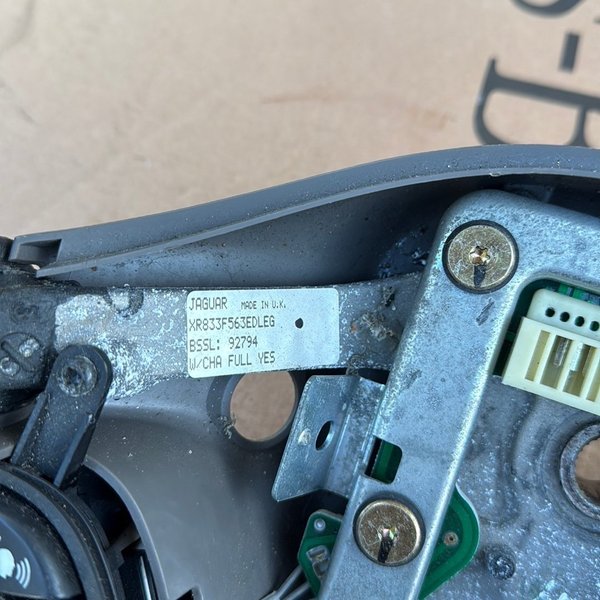 JAGUAR MADE IN U.K.
XR833F563EDLEG
BSSL: 92794
W/CHA FULL YES